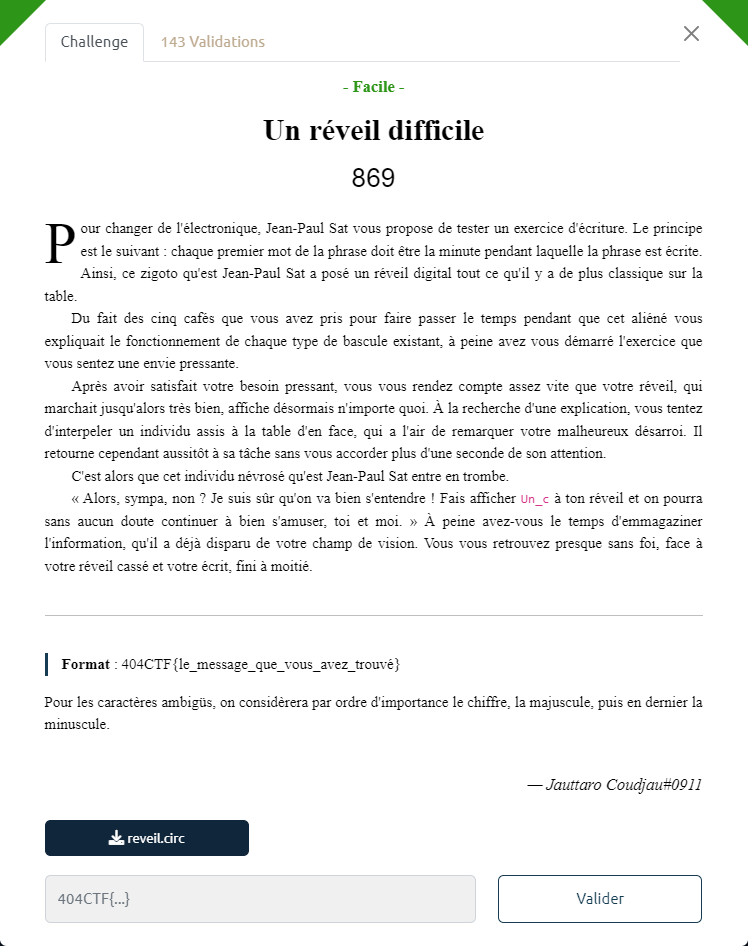 Challenge
143 Validations
- Facile -
Un réveil difficile
869
Pour changer de l'électronique, Jean-Paul Sat vous propose de tester un exercice d'écriture. Le principe
est le suivant : chaque premier mot de la phrase doit être la minute pendant laquelle la phrase est écrite.
Ainsi, ce zigoto qu'est Jean-Paul Sat a posé un réveil digital tout ce qu'il y a de plus classique sur la
table.
Du fait des cinq cafés que vous avez pris pour faire passer le temps pendant que cet aliéné vous
expliquait le fonctionnement de chaque type de bascule existant, à peine avez vous démarré l'exercice que
vous sentez une envie pressante.
Après avoir satisfait votre besoin pressant, vous vous rendez compte assez vite que votre réveil, qui
marchait jusqu'alors très bien, affiche désormais n'importe quoi. À la recherche d'une explication, vous tentez
d'interpeler un individu assis à la table d'en face, qui a l'air de remarquer votre malheureux désarroi. Il
retourne cependant aussitôt à sa tâche sans vous accorder plus d'une seconde de son attention.
C'est alors que cet individu névrosé qu'est Jean-Paul Sat entre en trombe.
« Alors, sympa, non ? Je suis sûr qu'on va bien s'entendre ! Fais afficher Un_c à ton réveil et on pourra
sans aucun doute continuer à bien s'amuser, toi et moi. » À peine avez-vous le temps d'emmagaziner
l'information, qu'il a déjà disparu de votre champ de vision. Vous vous retrouvez presque sans foi, face à
votre réveil cassé et votre écrit, fini à moitié.
Format : 404CTF{le_message_que_vous_avez_trouvé}
Pour les caractères ambigüs, on considèrera par ordre d'importance le chiffre, la majuscule, puis en dernier la
minuscule.
— Jauttaro Coudjau#0911
reveil.circ
404CTF{...}
Valider